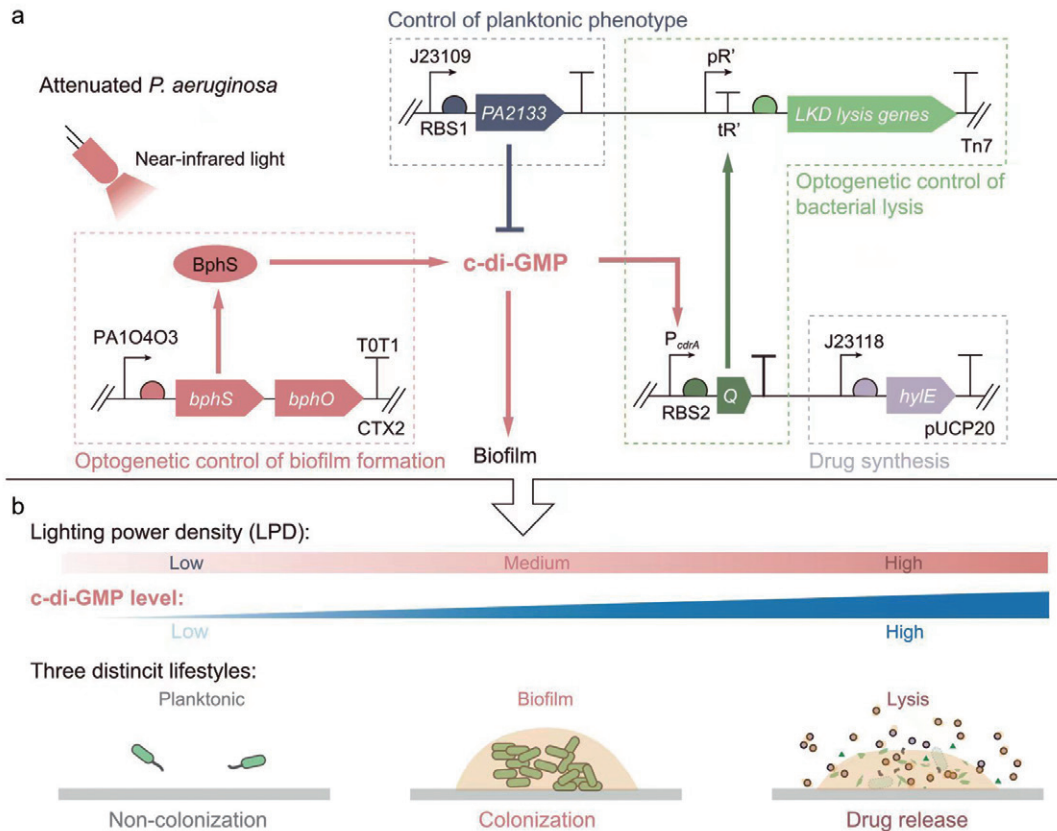 a
Control of planktonic phenotype
J23109
pR’
Attenuated P. aeruginosa
RBS1
PA2133
tR’
LKD lysis genes
Tn7
Near-infrared light
Optogenetic control of
bacterial lysis
BphS
c-di-GMP
PA1O4O3
T0T1
PcdrA
J23118
bphS
bphO
RBS2
Q
hylE
CTX2
pUCP20
Optogenetic control of biofilm formation
Biofilm
Drug synthesis
b
Lighting power density (LPD):
Low
Medium
High
c-di-GMP level:
Low
High
Three distincit lifestyles:
Planktonic
Biofilm
Lysis
Non-colonization
Colonization
Drug release